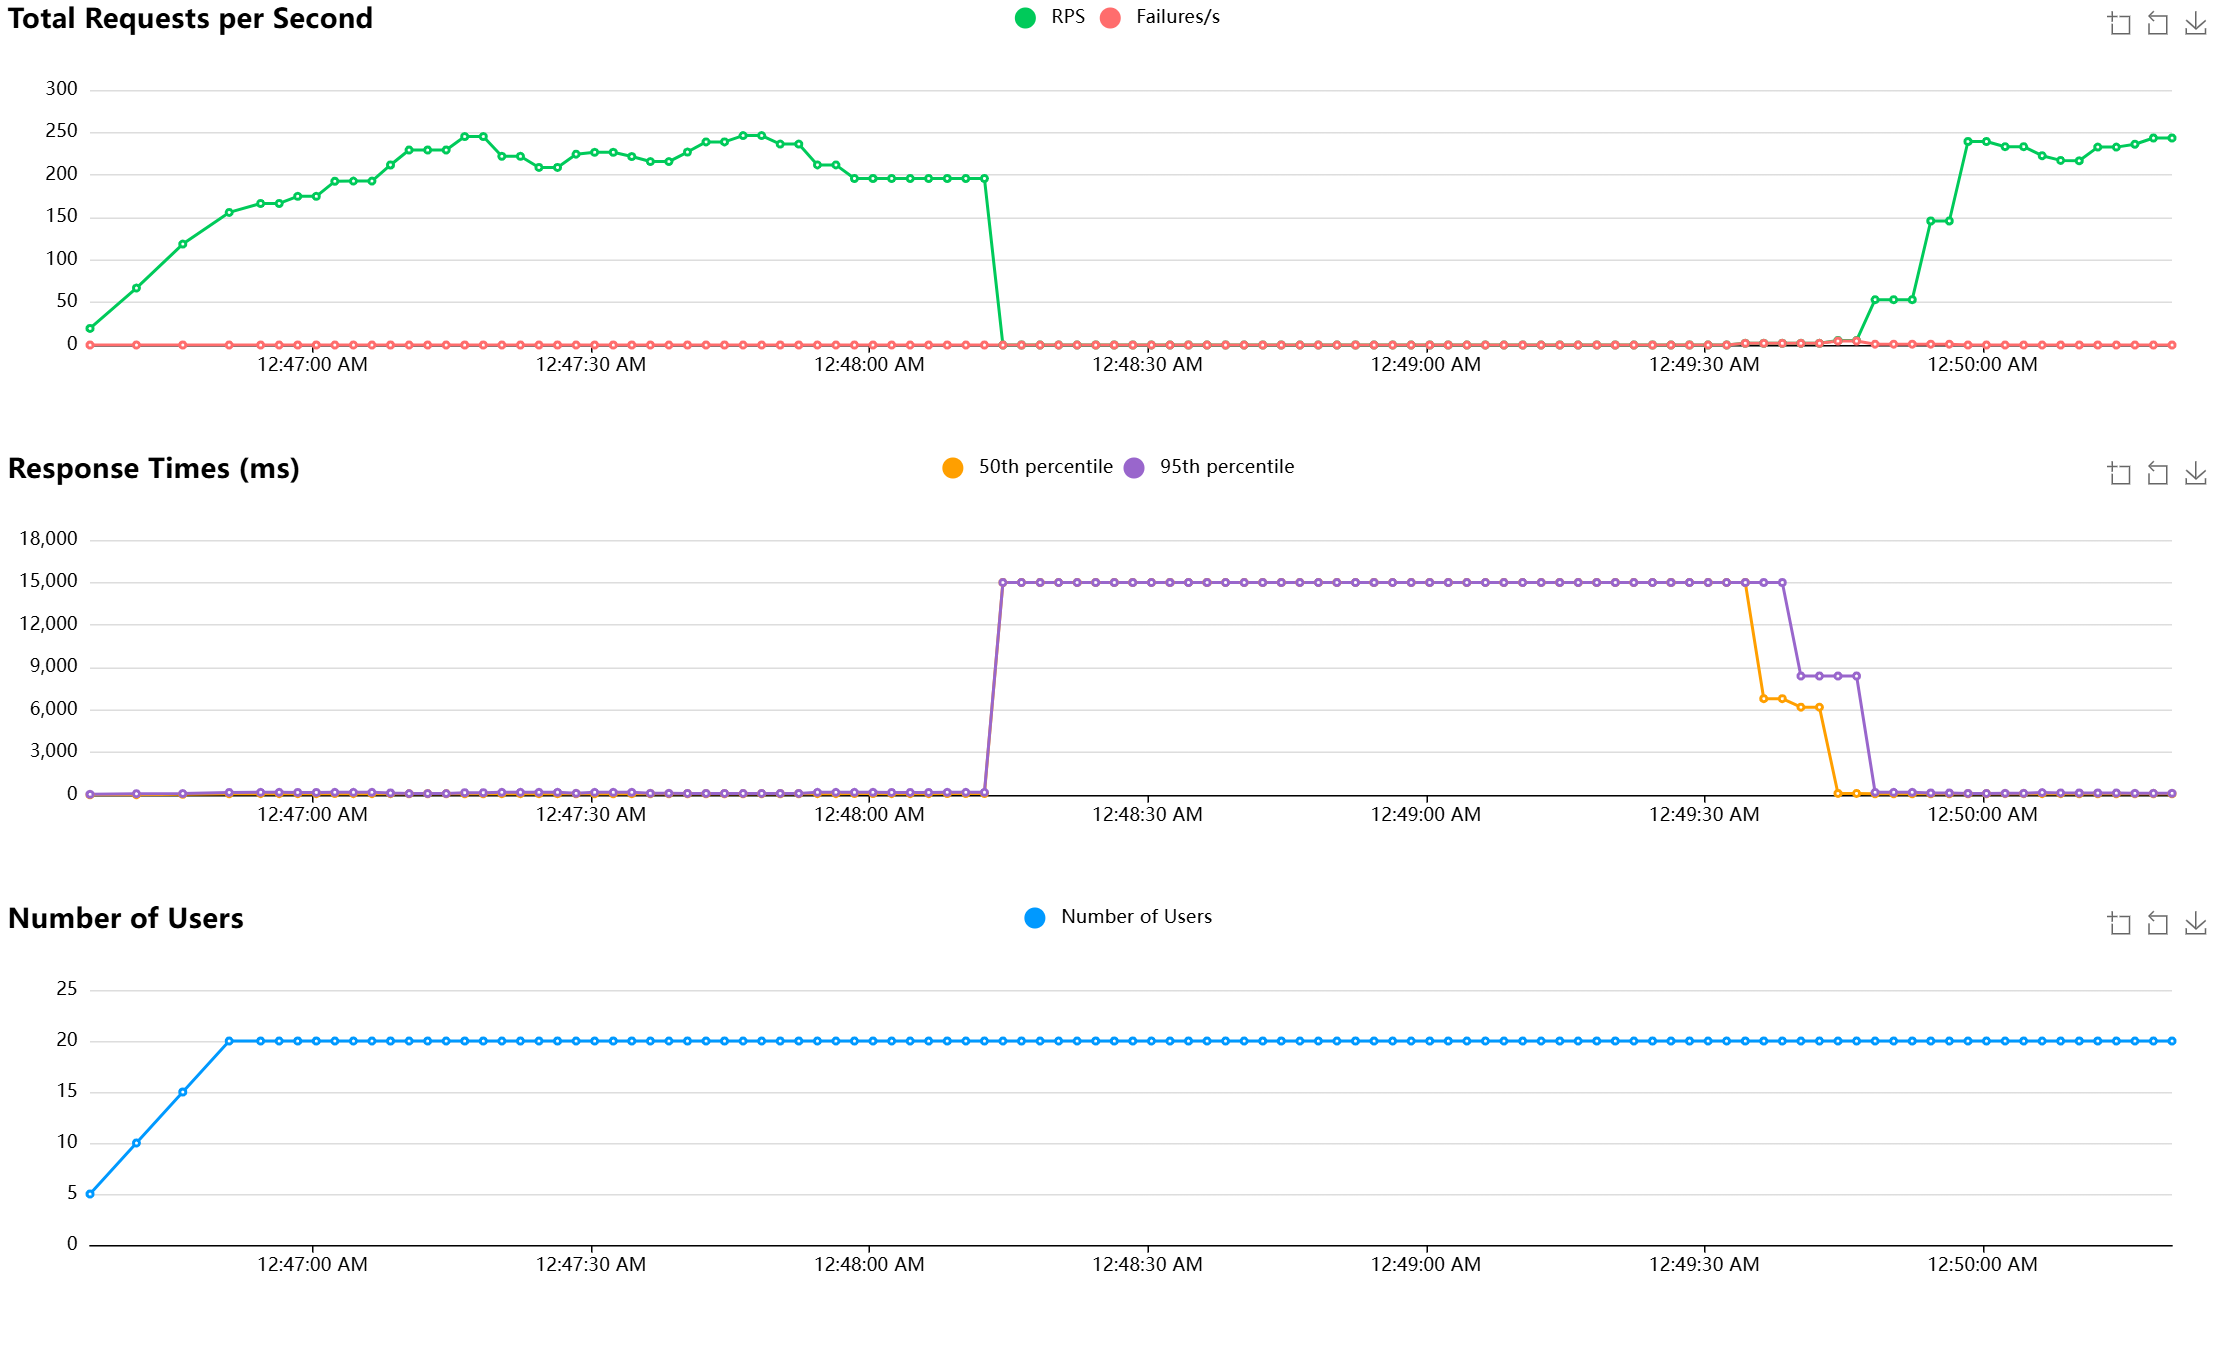 Total Requests per Second
RPS Failures/s
300
250
200
150
100
50
0
12:47:00 AM 12:47:30 AM 12:48:00 AM 12:48:30 AM 12:49:00 AM 12:49:30 AM 12:50:00 AM
Response Times (ms)
50th percentile 95th percentile
18,000
15,000
12,000
9,000
6,000
3,000
0
12:47:00 AM 12:47:30 AM 12:48:00 AM 12:48:30 AM 12:49:00 AM 12:49:30 AM 12:50:00 AM
Number of Users
Number of Users
25
20
15
10
5
0
12:47:00 AM 12:47:30 AM 12:48:00 AM 12:48:30 AM 12:49:00 AM 12:49:30 AM 12:50:00 AM